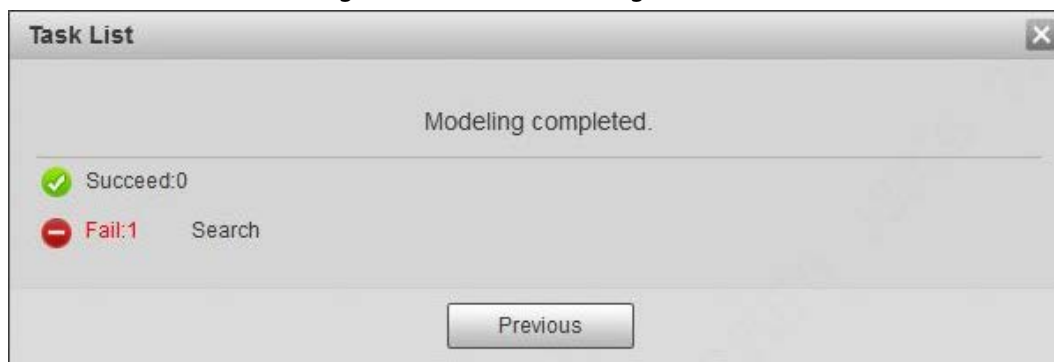 Task List
Modeling completed.
Succeed:0
Fail:1 Search
Previous